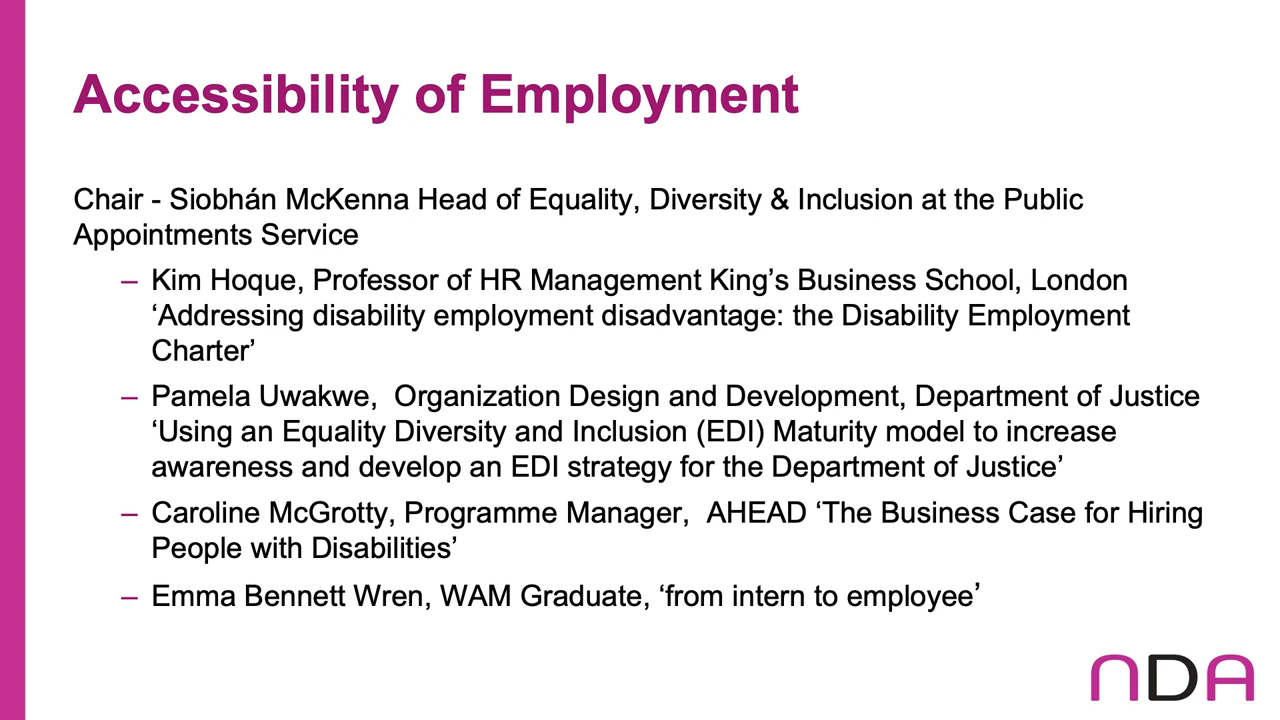 Accessibility of Employment
Chair - Siobhán McKenna Head of Equality, Diversity & Inclusion at the Public
Appointments Service
– Kim Hoque, Professor of HR Management King’s Business School, London
‘Addressing disability employment disadvantage: the Disability Employment
Charter’
– Pamela Uwakwe,  Organization Design and Development, Department of Justice
‘Using an Equality Diversity and Inclusion (EDI) Maturity model to increase
awareness and develop an EDI strategy for the Department of Justice’
– Caroline McGrotty, Programme Manager,  AHEAD ‘The Business Case for Hiring
People with Disabilities’
– Emma Bennett Wren, WAM Graduate, ‘from intern to employee’
NDA